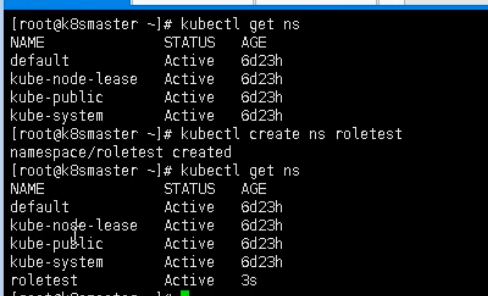 [root@k8smaster ~]# kubectl get ns
NAME STATUS AGE
default Active 6d23h
kube-node-lease Active 6d23h
kube-public Active 6d23h
kube-system Active 6d23h
[root@k8smaster ~]# kubectl create ns roletest
namespace/roletest created
[root@k8smaster ~]# kubectl get ns
NAME STATUS AGE
default Active 6d23h
kube-node-lease Active 6d23h
kube-public Active 6d23h
kube-system Active 6d23h
roletest Active 3s
[root@k8smaster ~]#